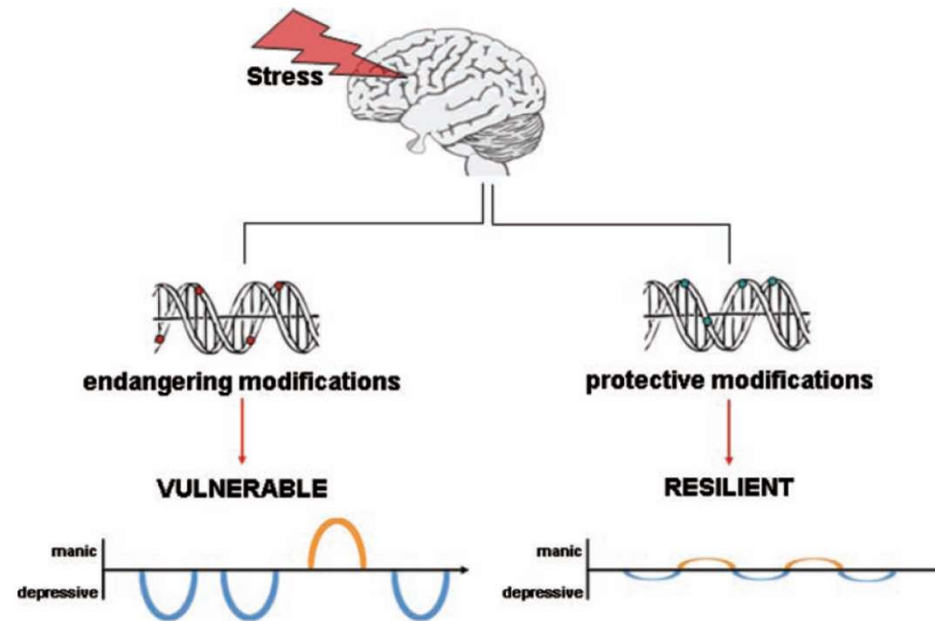 Stress
endangering modifications
protective modifications
VULNERABLE
RESILIENT
manic
depressive
manic
depressive